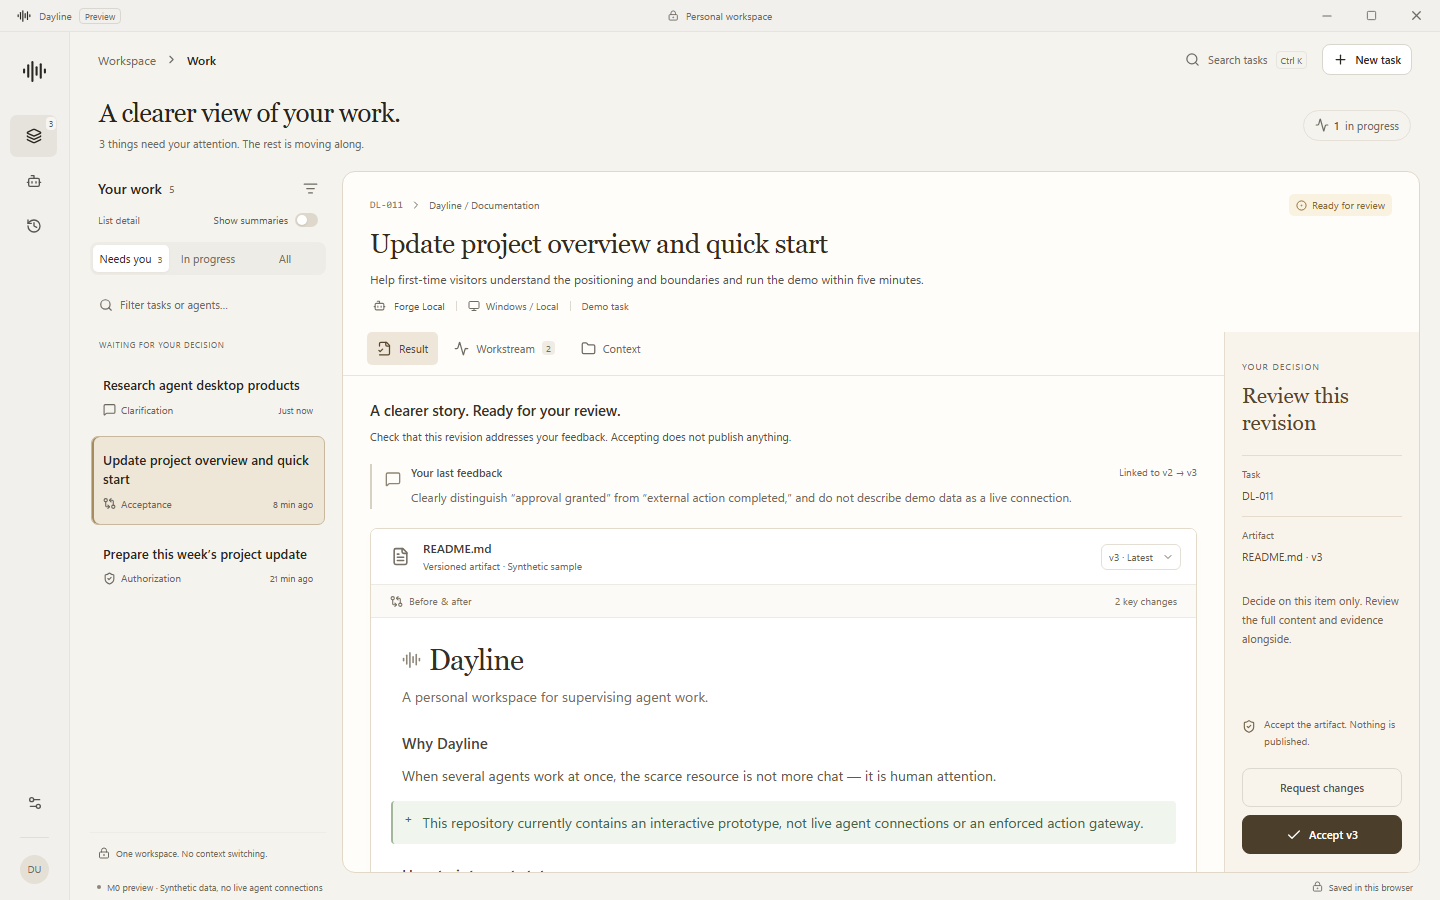 Dayline Preview
Personal workspace
Workspace > Work
Search tasks Ctrl K
+ New task
A clearer view of your work.
3 things need your attention. The rest is moving along.
1 in progress
3
Your work 5
List detail Show summaries
Needs you 3 In progress All
Filter tasks or agents...
WAITING FOR YOUR DECISION
Research agent desktop products
Clarification Just now
Update project overview and quick
start
Acceptance 8 min ago
Prepare this week's project update
Authorization 21 min ago
One workspace. No context switching.
DU
M0 preview · Synthetic data, no live agent connections
DL-011 > Dayline / Documentation
Ready for review
Update project overview and quick start
Help first-time visitors understand the positioning and boundaries and run the demo within five minutes.
Forge Local Windows / Local Demo task
Result Workstream 2 Context
A clearer story. Ready for your review.
Check that this revision addresses your feedback. Accepting does not publish anything.
Your last feedback Linked to v2 → v3
Clearly distinguish “approval granted” from “external action completed,” and do not describe demo data as a live connection.
README.md
Versioned artifact · Synthetic sample
v3 · Latest
Before & after 2 key changes
Dayline
A personal workspace for supervising agent work.
Why Dayline
When several agents work at once, the scarce resource is not more chat — it is human attention.
+ This repository currently contains an interactive prototype, not live agent connections or an enforced action gateway.
YOUR DECISION
Review this
revision
Task
DL-011
Artifact
README.md · v3
Decide on this item only. Review
the full content and evidence
alongside.
Accept the artifact. Nothing is
published.
Request changes
Accept v3
Saved in this browser